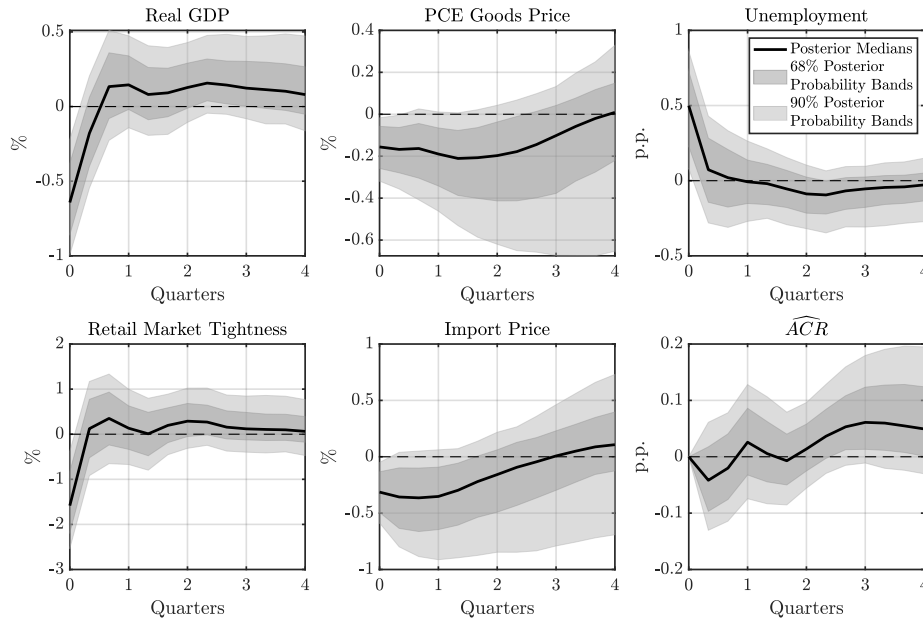 Real GDP
0.5
0
-0.5
-1
%
0 1 2 3 4
Quarters
PCE Goods Price
0.4
0.2
0
-0.2
-0.4
-0.6
%
0 1 2 3 4
Quarters
Unemployment
1
0.5
0
-0.5
p.p.
Posterior Medians
68% Posterior
Probability Bands
90% Posterior
Probability Bands
0 1 2 3 4
Quarters
Retail Market Tightness
2
1
0
-1
-2
-3
%
0 1 2 3 4
Quarters
Import Price
1
0.5
0
-0.5
-1
%
0 1 2 3 4
Quarters
$\widehat{ACR}$
0.2
0.1
0
-0.1
-0.2
p.p.
0 1 2 3 4
Quarters